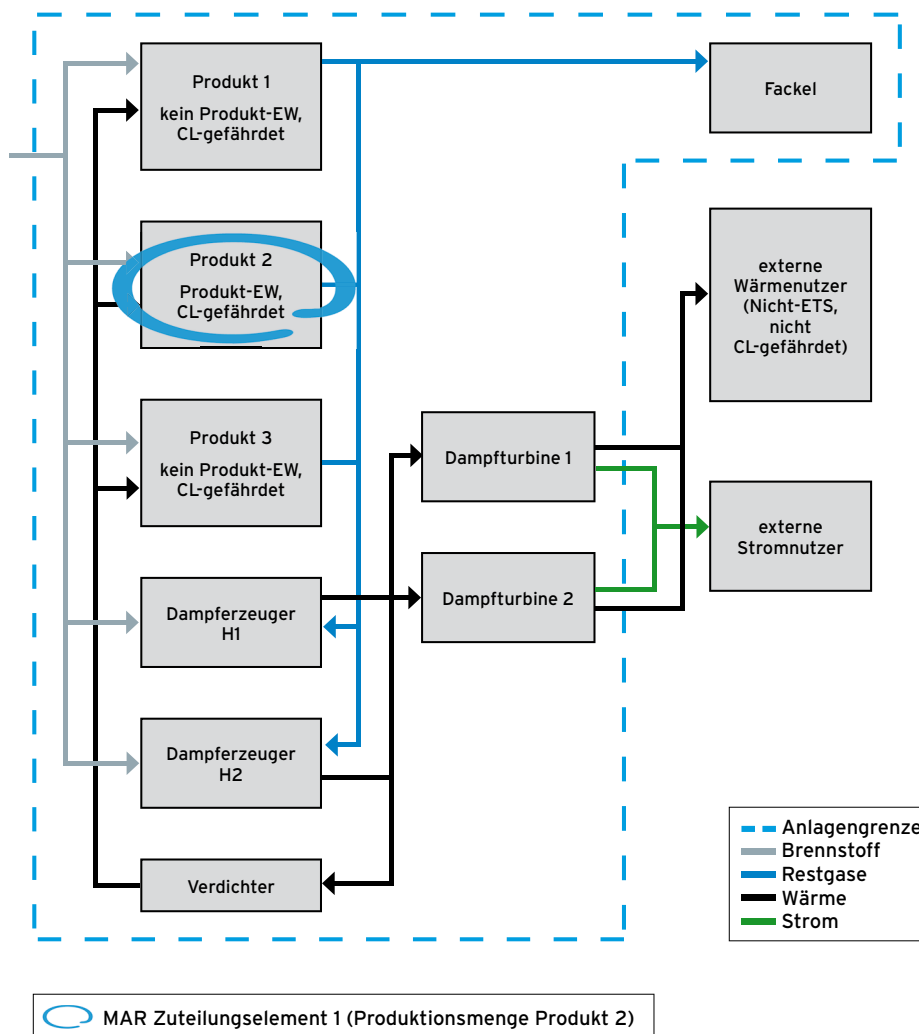 Produkt 1
kein Produkt-EW,
CL-gefährdet
Fackel
Produkt 2
Produkt-EW,
CL-gefährdet
externe
Wärmenutzer
(Nicht-ETS,
nicht
CL-gefährdet)
Produkt 3
kein Produkt-EW,
CL-gefährdet
Dampfturbine 1
externe
Stromnutzer
Dampfturbine 2
Dampferzeuger
H1
Dampferzeuger
H2
Verdichter
Anlagengrenze
Brennstoff
Restgase
Wärme
Strom
MAR Zuteilungselement 1 (Produktionsmenge Produkt 2)